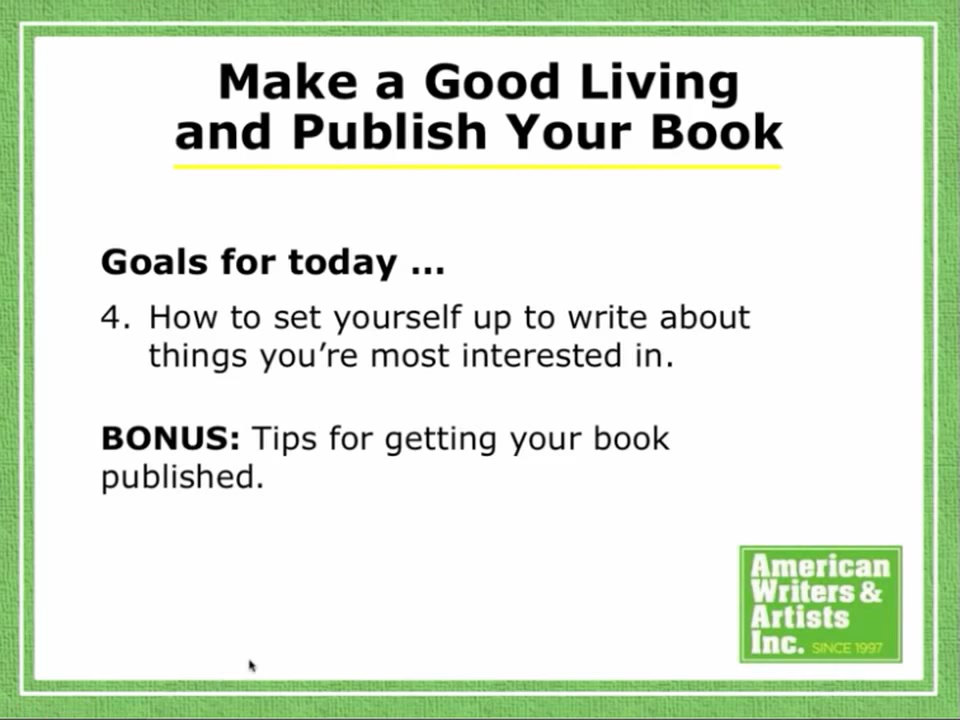 Make a Good Living
and Publish Your Book
Goals for today ...
4. How to set yourself up to write about
things you’re most interested in.
BONUS: Tips for getting your book
published.
American
Writers &
Artists
Inc. SINCE 1997